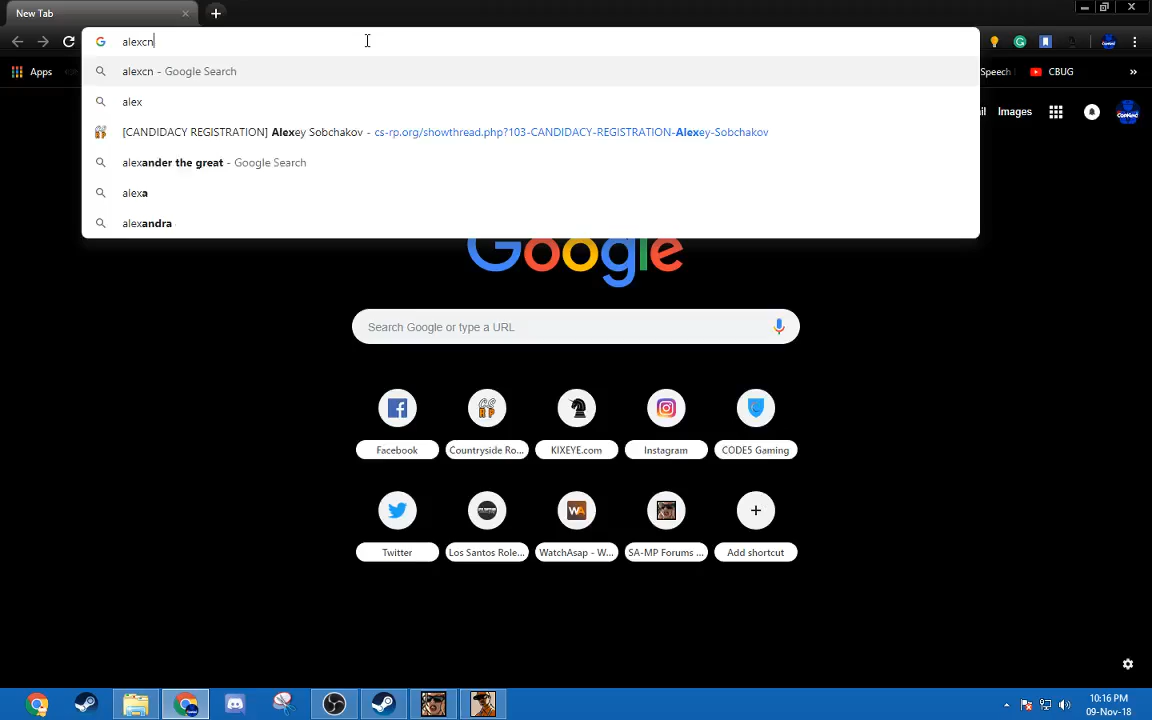 New Tab
alexcn
alexcn - Google Search
alex
[CANDIDACY REGISTRATION] Alexey Sobchakov - cs-rp.org/showthread.php?103-CANDIDACY-REGISTRATION-Alexey-Sobchakov
alexander the great - Google Search
alexa
alexandra
Apps
Speech
CBUG
»
Images
Google
Search Google or type a URL
Facebook
Countryside Ro...
KIXEYE.com
Instagram
CODE5 Gaming
Twitter
Los Santos Role...
WatchAsap - W...
SA-MP Forums ...
Add shortcut
10:16 PM
09-Nov-18